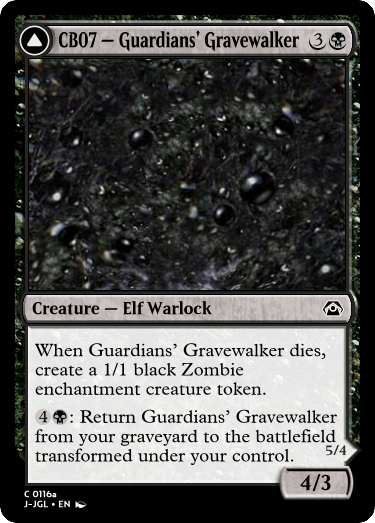 CB07 — Guardians’ Gravewalker 3
Creature — Elf Warlock
When Guardians’ Gravewalker dies,
create a 1/1 black Zombie
enchantment creature token.
4 : Return Guardians’ Gravewalker
from your graveyard to the battlefield
transformed under your control.
5/4
4/3
C 0116a
J-JGL • EN